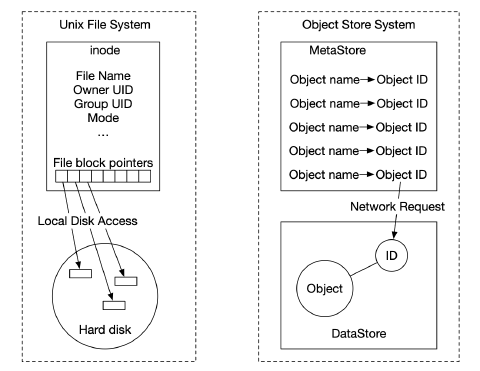 Unix File System
inode
File Name
Owner UID
Group UID
Mode
...
File block pointers
Local Disk Access
Hard disk
Object Store System
MetaStore
Object name Object ID
Object name Object ID
Object name Object ID
Object name Object ID
Object name Object ID
Network Request
ID
Object
DataStore